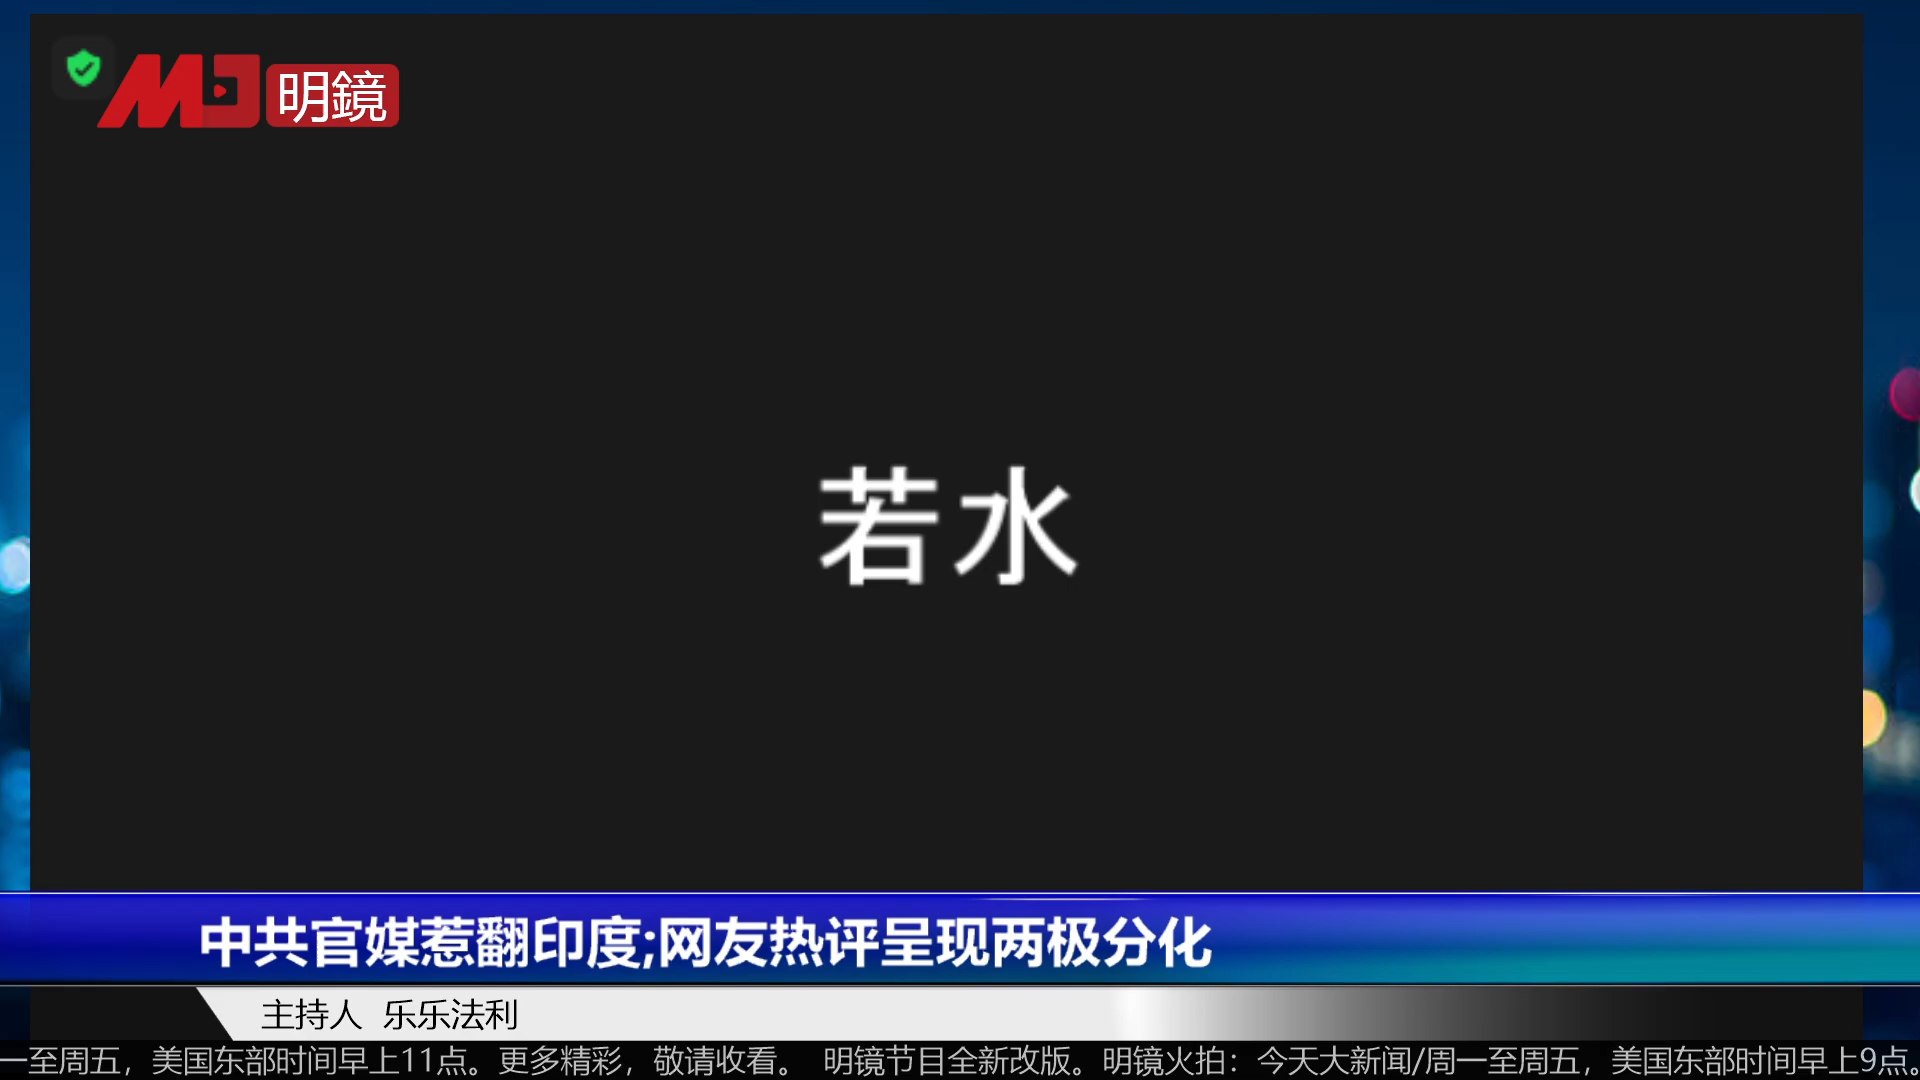 明鏡
若水
中共官媒惹翻印度;网友热评呈现两极分化
主持人 乐乐法利
一至周五，美国东部时间早上11点。更多精彩，敬请收看。 明镜节目全新改版。明镜火拍：今天大新闻/周一至周五，美国东部时间早上9点。